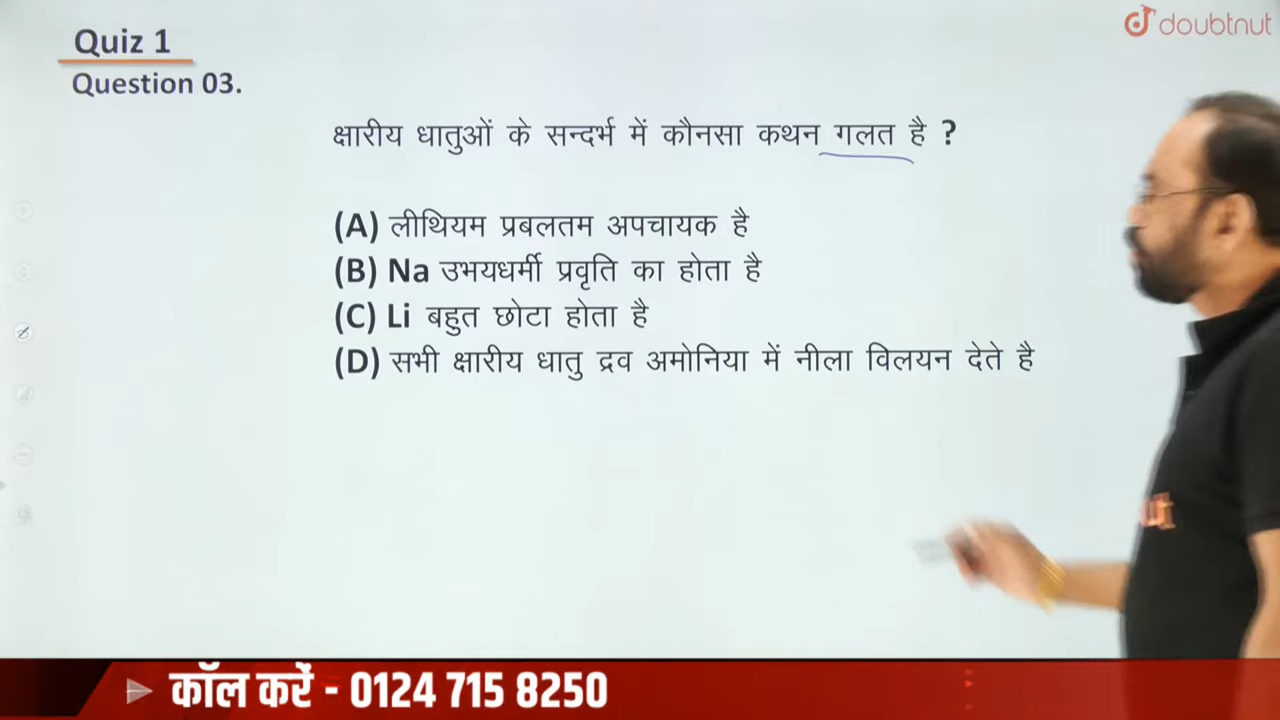 Quiz 1
doubtnut
Question 03.
क्षारीय धातुओं के सन्दर्भ में कौनसा कथन गलत है ?
(A) लीथियम प्रबलतम अपचायक है
(B) Na उभयधर्मी प्रवृति का होता है
(C) Li बहुत छोटा होता है
(D) सभी क्षारीय धातु द्रव अमोनिया में नीला विलयन देते है
कॉल करें - 0124 715 8250